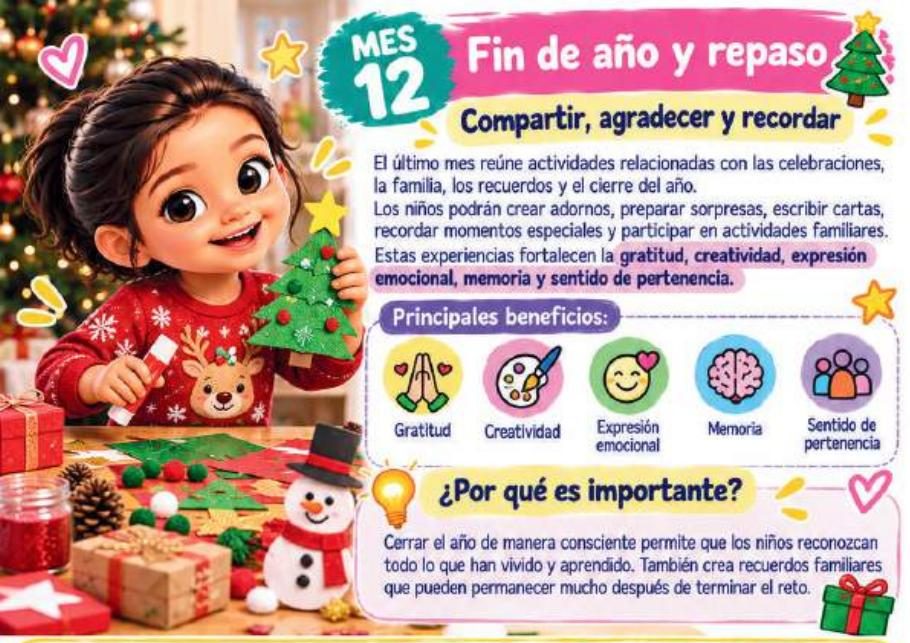 MES
12
Fin de año y repaso
Compartir, agradecer y recordar
El último mes reúne actividades relacionadas con las celebraciones,
la familia, los recuerdos y el cierre del año.
Los niños podrán crear adornos, preparar sorpresas, escribir cartas,
recordar momentos especiales y participar en actividades familiares.
Estas experiencias fortalecen la gratitud, creatividad, expresión
emocional, memoria y sentido de pertenencia.
Principales beneficios:
Gratitud
Creatividad
Expresión
emocional
Memoria
Sentido de
pertenencia
¿Por qué es importante?
Cerrar el año de manera consciente permite que los niños reconozcan
todo lo que han vivido y aprendido. También crea recuerdos familiares
que pueden permanecer mucho después de terminar el reto.